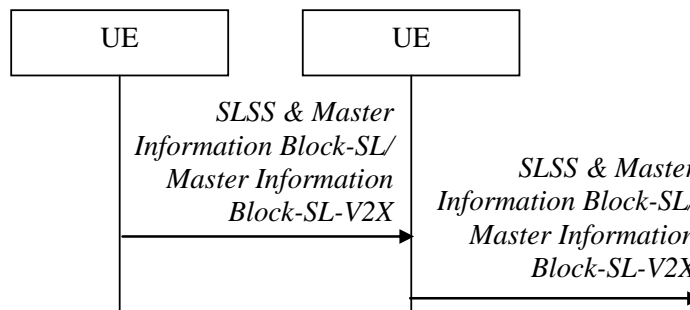 UE
UE
SLSS & Master
Information Block-SL/
Master Information
Block-SL-V2X
SLSS & Master
Information Block-SL/
Master Information
Block-SL-V2X